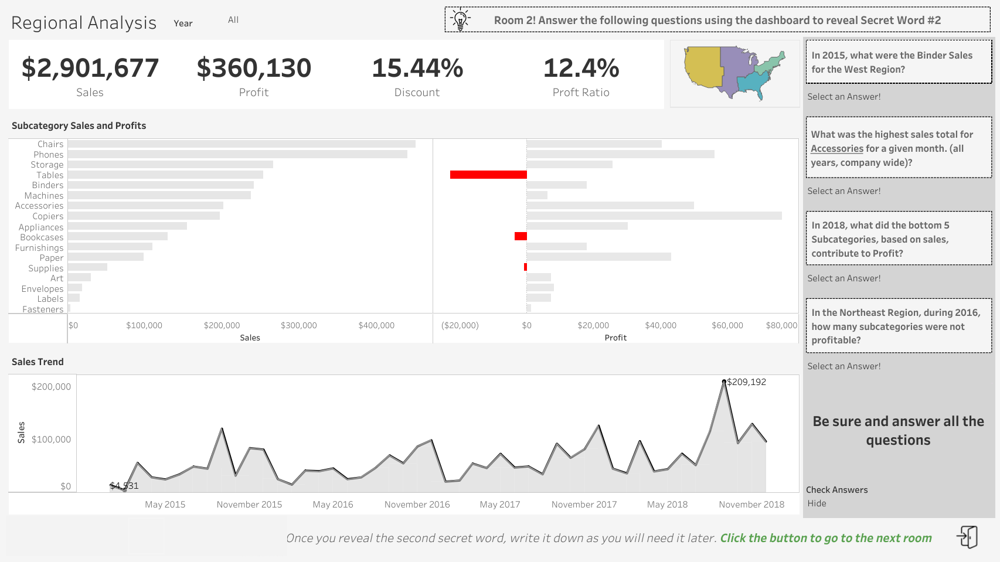 Regional Analysis
Year
All
Room 2! Answer the following questions using the dashboard to reveal Secret Word #2
$2,901,677
Sales
$360,130
Profit
15.44%
Discount
12.4%
Proft Ratio
Subcategory Sales and Profits
Chairs
Phones
Storage
Tables
Binders
Machines
Accessories
Copiers
Appliances
Bookcases
Furnishings
Paper
Supplies
Art
Envelopes
Labels
Fasteners
$0 $100,000 $200,000 $300,000 $400,000
Sales
($20,000) $0 $20,000 $40,000 $60,000 $80,000
Profit
Sales Trend
$200,000
$100,000
$0
Sales
$4,531
$209,192
May 2015 November 2015 May 2016 November 2016 May 2017 November 2017 May 2018 November 2018
In 2015, what were the Binder Sales
for the West Region?
Select an Answer!
What was the highest sales total for
Accessories for a given month. (all
years, company wide)?
Select an Answer!
In 2018, what did the bottom 5
Subcategories, based on sales,
contribute to Profit?
Select an Answer!
In the Northeast Region, during 2016,
how many subcategories were not
profitable?
Select an Answer!
Be sure and answer all the
questions
Check Answers
Hide
Once you reveal the second secret word, write it down as you will need it later. Click the button to go to the next room